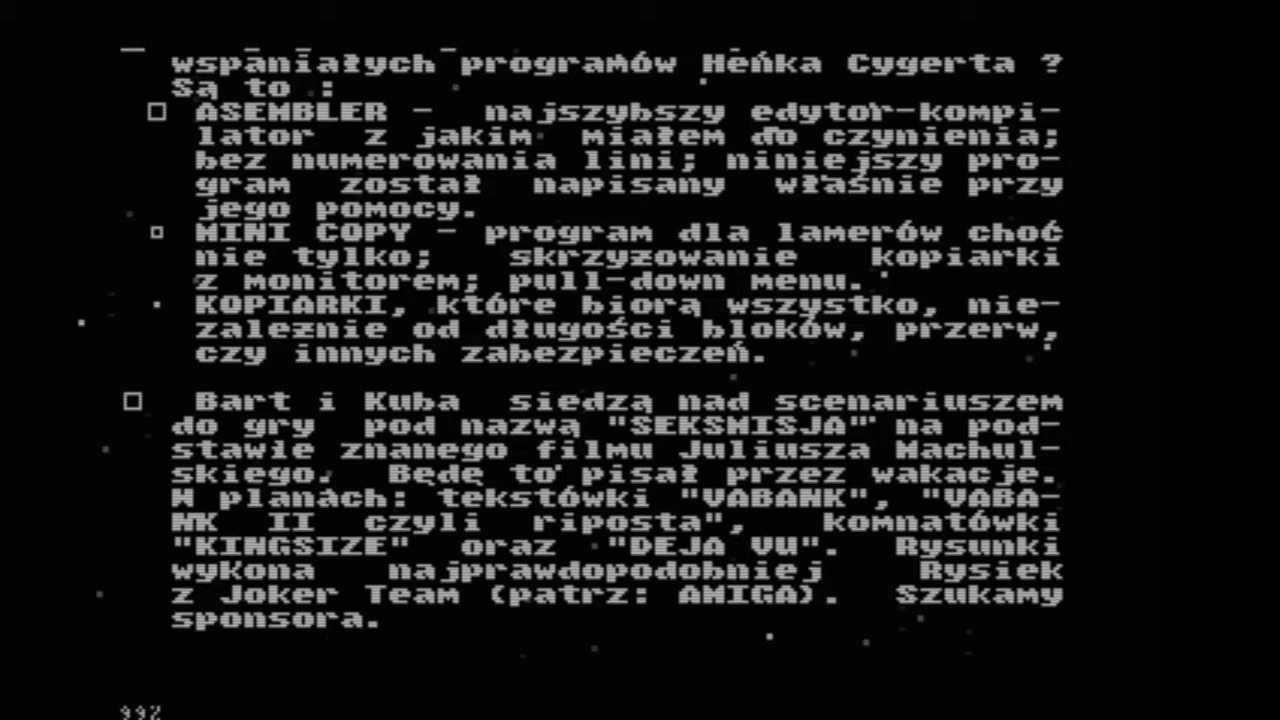 wspaniałych programów Heńka Cygerta ?
Są to :
□ ASEMBLER - najszybszy edytor-kompi-
lator z jakim miałem do czynienia;
bez numerowania lini; niniejszy pro-
gram został napisany właśnie przy
jego pomocy.
▫ MINI COPY - program dla lamerów choć
nie tylko; skrzyżowanie kopiarki
z monitorem; pull-down menu.
· KOPIARKI, które biorą wszystko, nie-
zależnie od długości bloków, przerw,
czy innych zabezpieczeń.
□ Bart i Kuba siedzą nad scenariuszem
do gry pod nazwą "SEKSMISJA" na pod-
stawie znanego filmu Juliusza Machul-
skiego. Będę to pisał przez wakacje.
W planach: tekstówki "VABANK", "VABA-
NK II czyli riposta", komnatówki
"KINGSIZE" oraz "DEJA VU". Rysunki
wykona najprawdopodobniej Rysiek
z Joker Team (patrz: AMIGA). Szukamy
sponsora.
99%